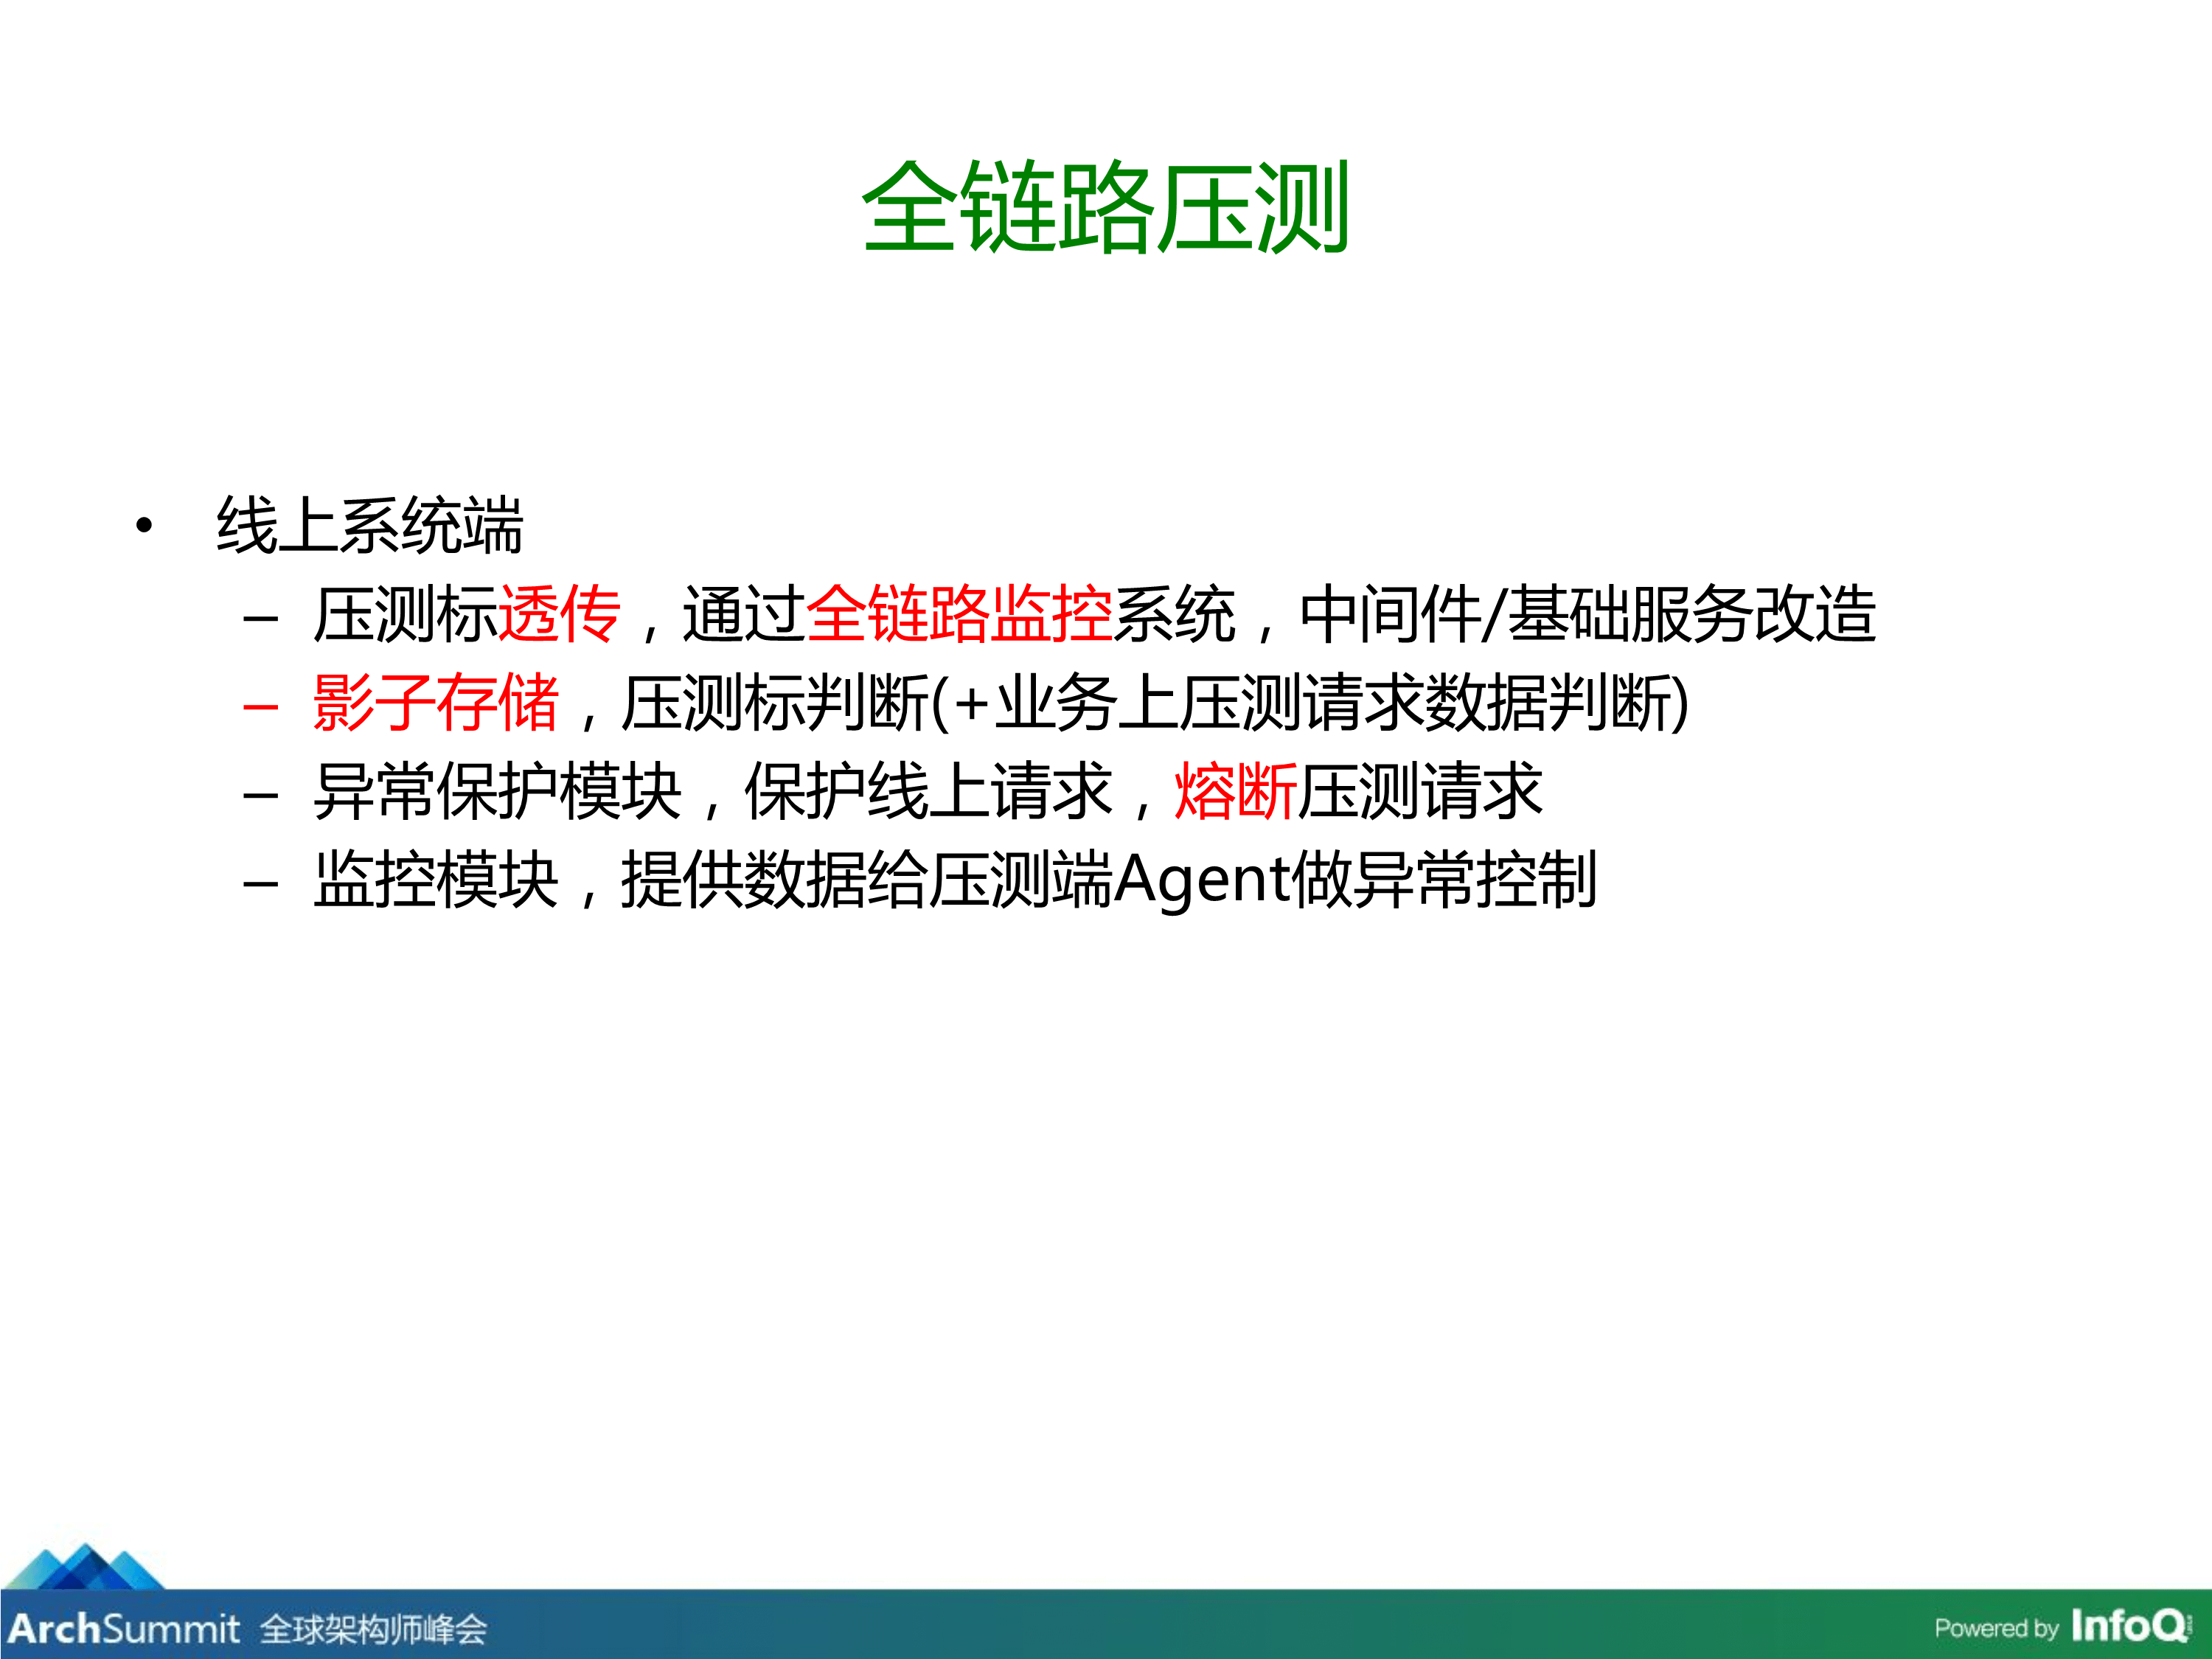 全链路压测
• 线上系统端
– 压测标透传，通过全链路监控系统，中间件/基础服务改造
– 影子存储，压测标判断(+业务上压测请求数据判断)
– 异常保护模块，保护线上请求，熔断压测请求
– 监控模块，提供数据给压测端Agent做异常控制
ArchSummit 全球架构师峰会
Powered by InfoQ